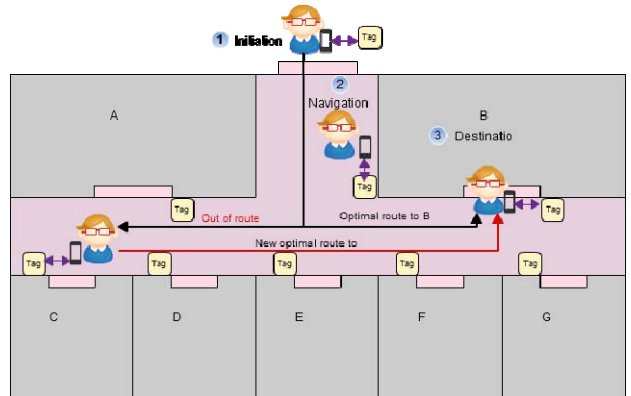 1 Initiation
Tag
2
Navigation
A
B
3 Destinatio
Tag
Tag
Tag
Out of route
Optimal route to B
New optimal route to
Tag
Tag
Tag
Tag
Tag
C
D
E
F
G